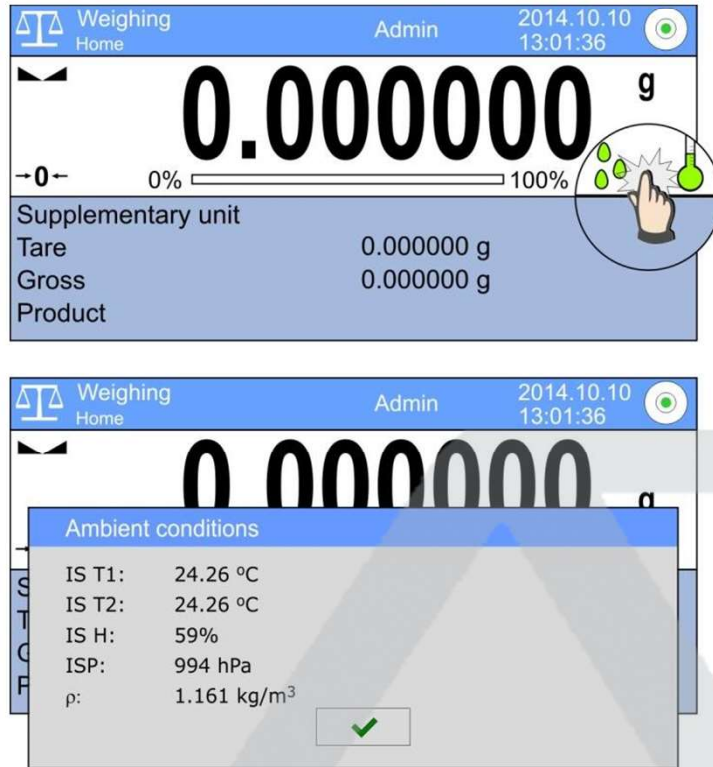 Weighing
Home
Admin
2014.10.10
13:01:36
0.000000 g
→0← 0% 100%
Supplementary unit
Tare 0.000000 g
Gross 0.000000 g
Product
Weighing
Home
Admin
2014.10.10
13:01:36
Ambient conditions
IS T1: 24.26 ºC
IS T2: 24.26 ºC
IS H: 59%
ISP: 994 hPa
ρ: 1.161 kg/m³